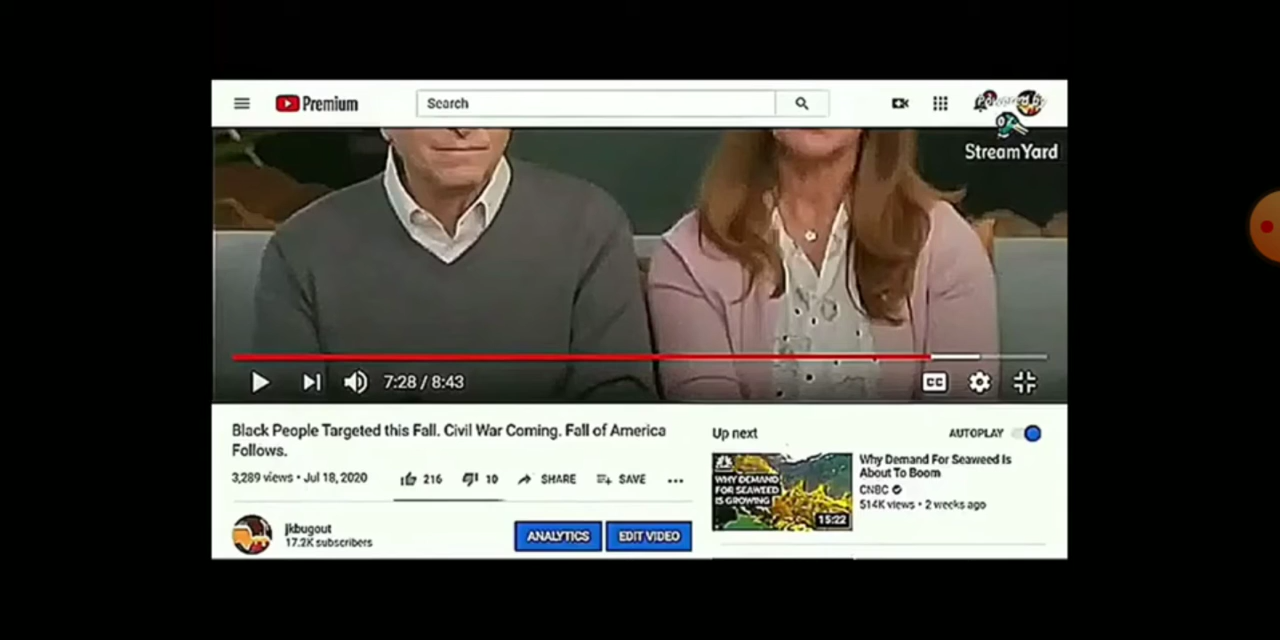 Premium
Search
Powered by
StreamYard
7:28 / 8:43
CC
Black People Targeted this Fall. Civil War Coming. Fall of America
Follows.
3,289 views • Jul 18, 2020
216
10
SHARE
SAVE
jkbugout
17.2K subscribers
ANALYTICS
EDIT VIDEO
Up next
AUTOPLAY
WHY DEMAND
FOR SEAWEED
IS GROWING
15:22
Why Demand For Seaweed Is
About To Boom
CNBC
514K views • 2 weeks ago